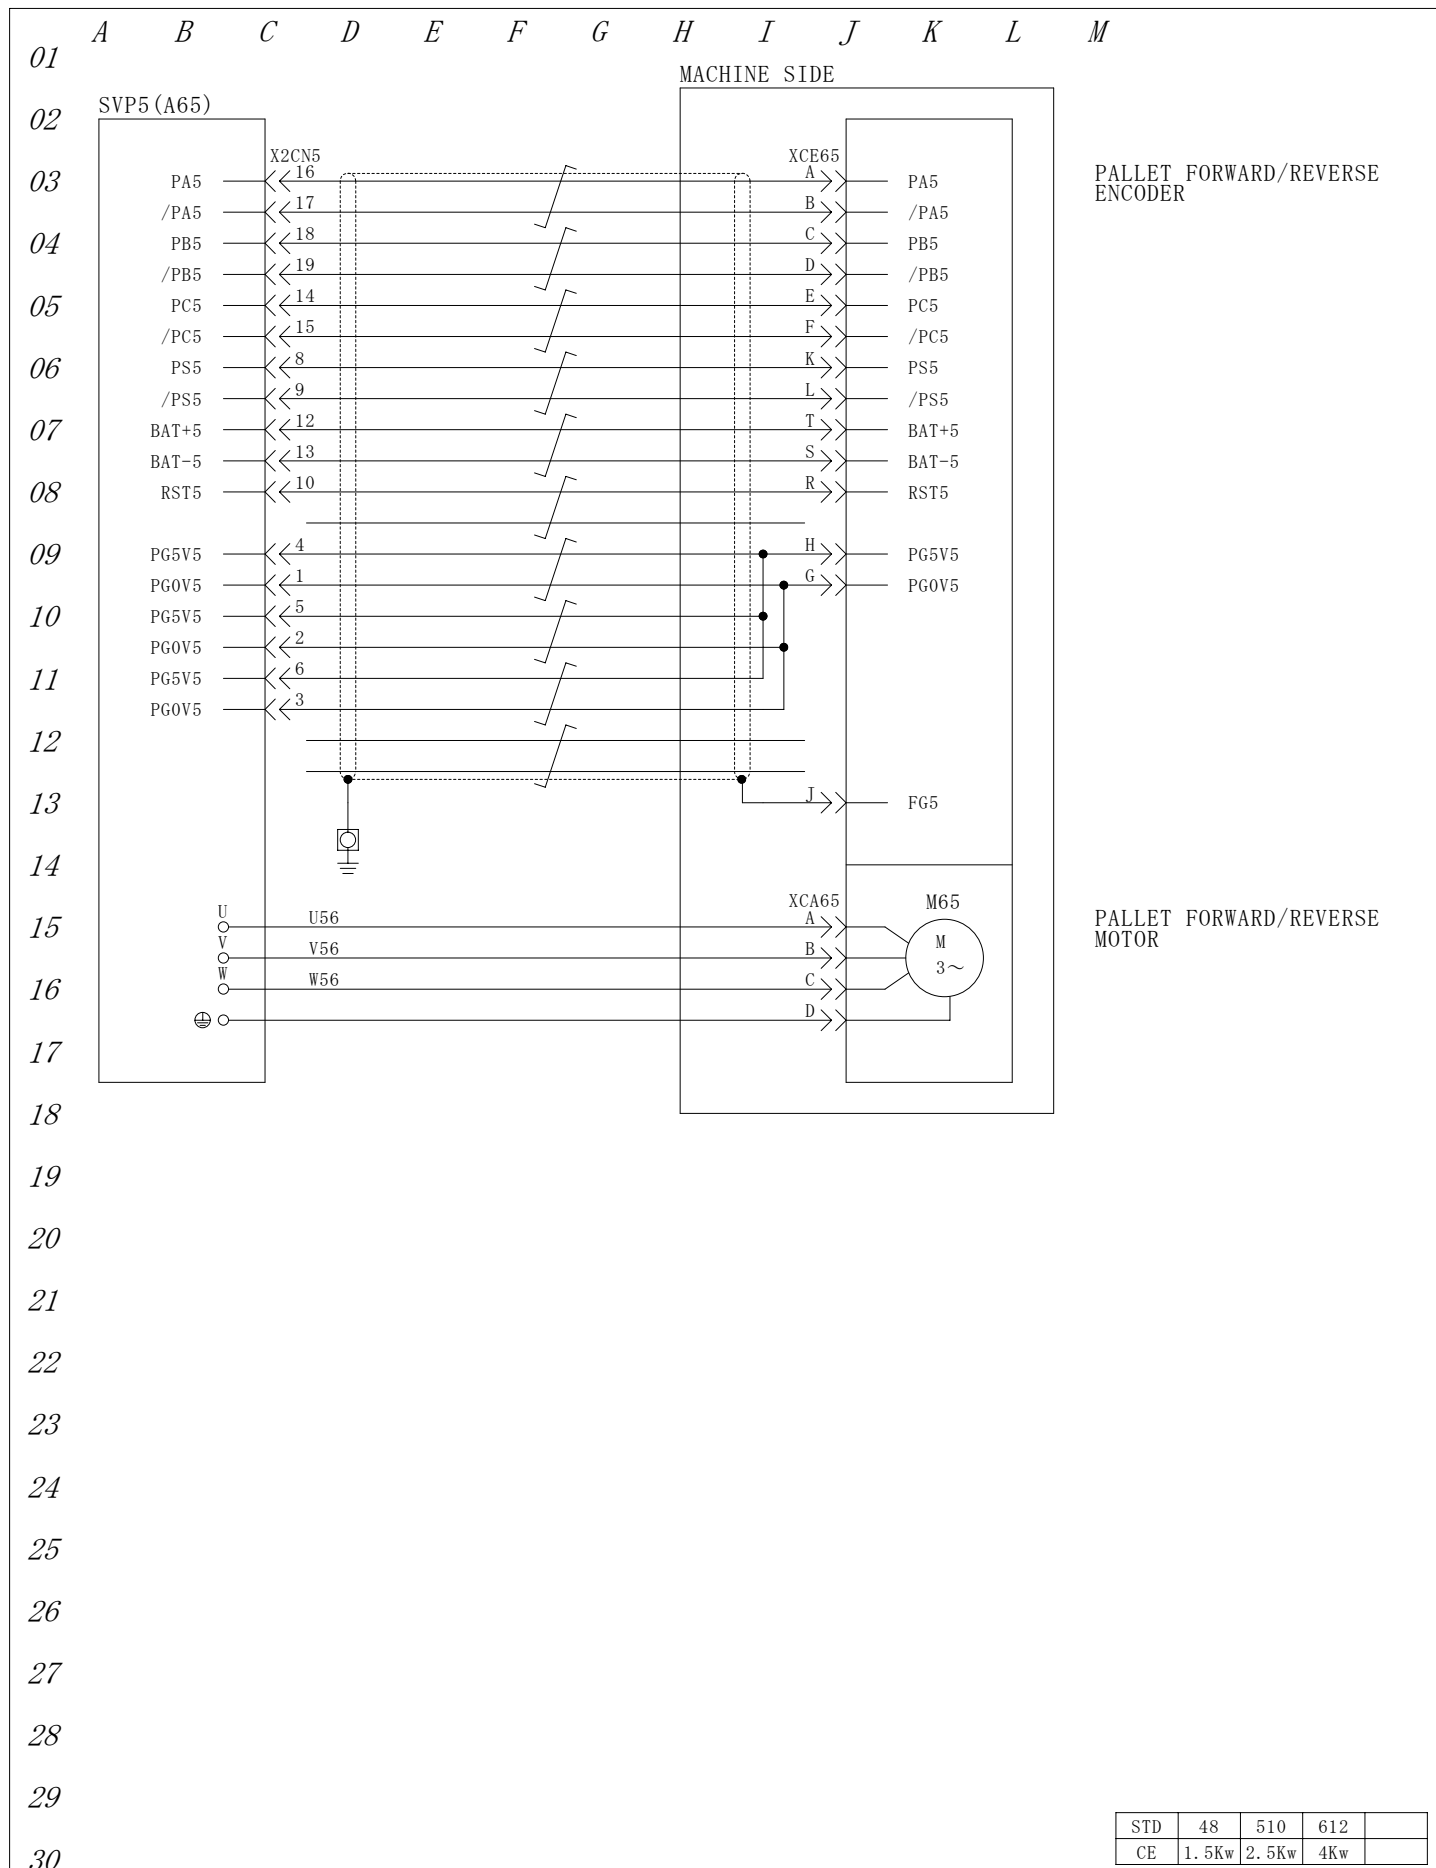 A B C D E F G H I J K L M
01
MACHINE SIDE
SVP5(A65)
02
X2CN5 XCE65
03 PA5 16 A PA5 PALLET FORWARD/REVERSE
ENCODER
/PA5 17 B /PA5
04 PB5 18 C PB5
/PB5 19 D /PB5
05 PC5 14 E PC5
/PC5 15 F /PC5
06 PS5 8 K PS5
/PS5 9 L /PS5
07 BAT+5 12 T BAT+5
BAT-5 13 S BAT-5
08 RST5 10 R RST5
09 PG5V5 4 H PG5V5
PG0V5 1 G PG0V5
10 PG5V5 5
PG0V5 2
11 PG5V5 6
PG0V5 3
12
13 J FG5
14
XCA65 M65
15 U U56 A PALLET FORWARD/REVERSE
MOTOR
V V56 B M
3~
16 W W56 C
D
17
18
19
20
21
22
23
24
25
26
27
28
29
STD 48 510 612
30 CE 1.5Kw 2.5Kw 4Kw